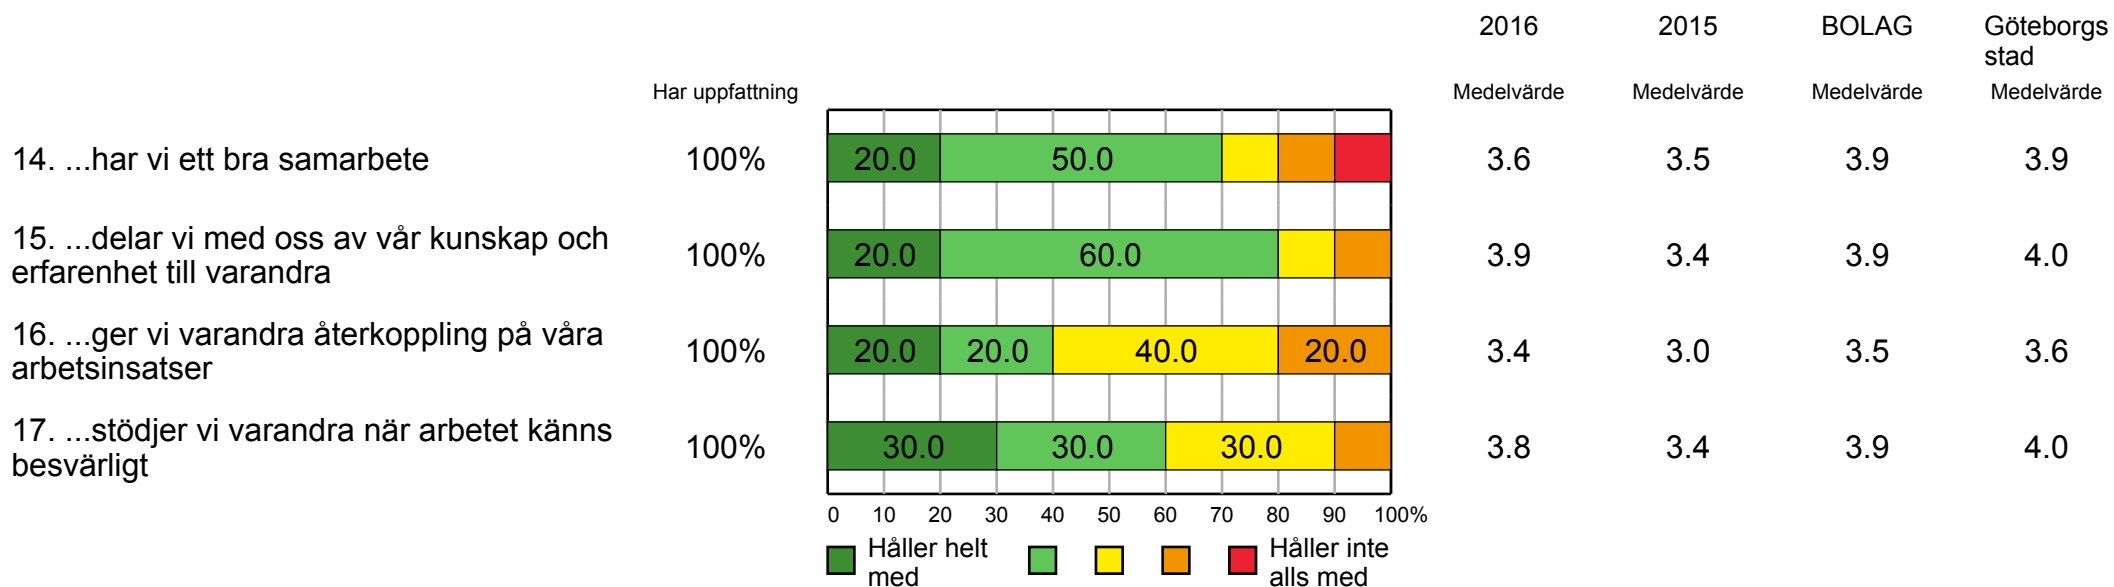 2016 2015 BOLAG Göteborgs
stad
Har uppfattning Medelvärde Medelvärde Medelvärde Medelvärde
14. ...har vi ett bra samarbete 100% 20.0 50.0 3.6 3.5 3.9 3.9
15. ...delar vi med oss av vår kunskap och
erfarenhet till varandra 100% 20.0 60.0 3.9 3.4 3.9 4.0
16. ...ger vi varandra återkoppling på våra
arbetsinsatser 100% 20.0 20.0 40.0 20.0 3.4 3.0 3.5 3.6
17. ...stödjer vi varandra när arbetet känns
besvärligt 100% 30.0 30.0 30.0 3.8 3.4 3.9 4.0
0 10 20 30 40 50 60 70 80 90 100%
Håller helt Håller inte
med alls med